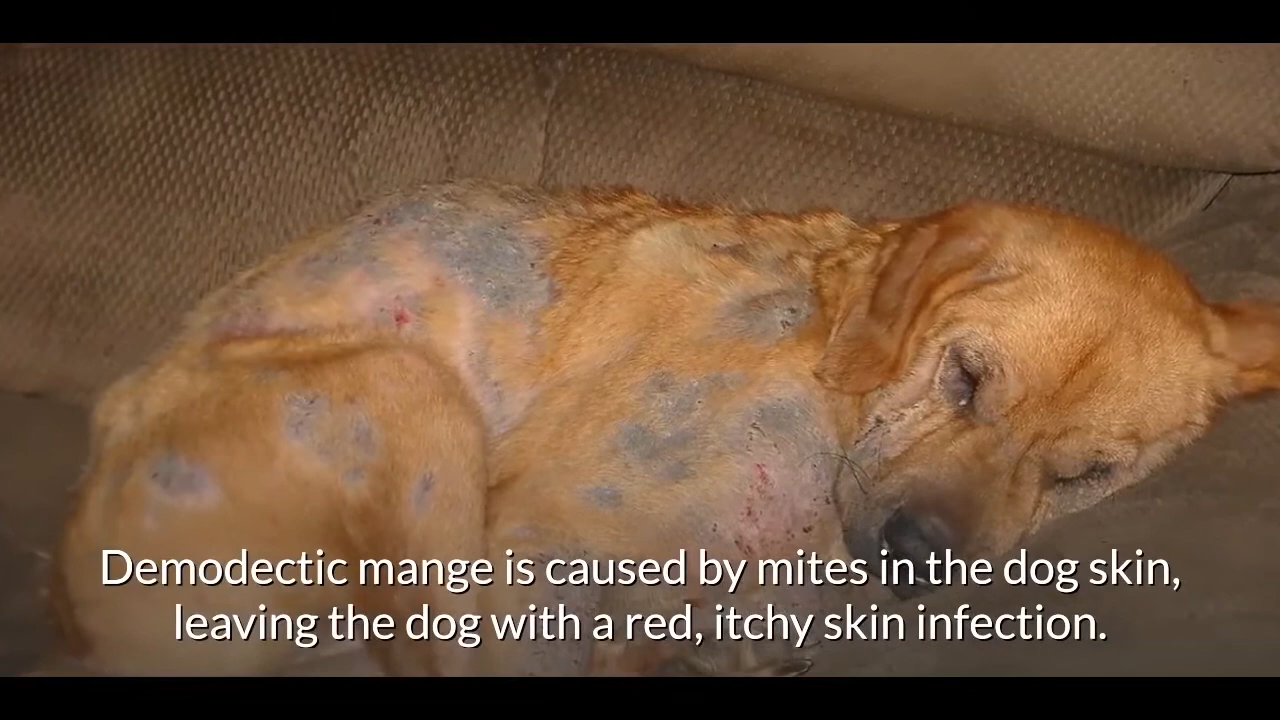 Demodectic mange is caused by mites in the dog skin,
leaving the dog with a red, itchy skin infection.